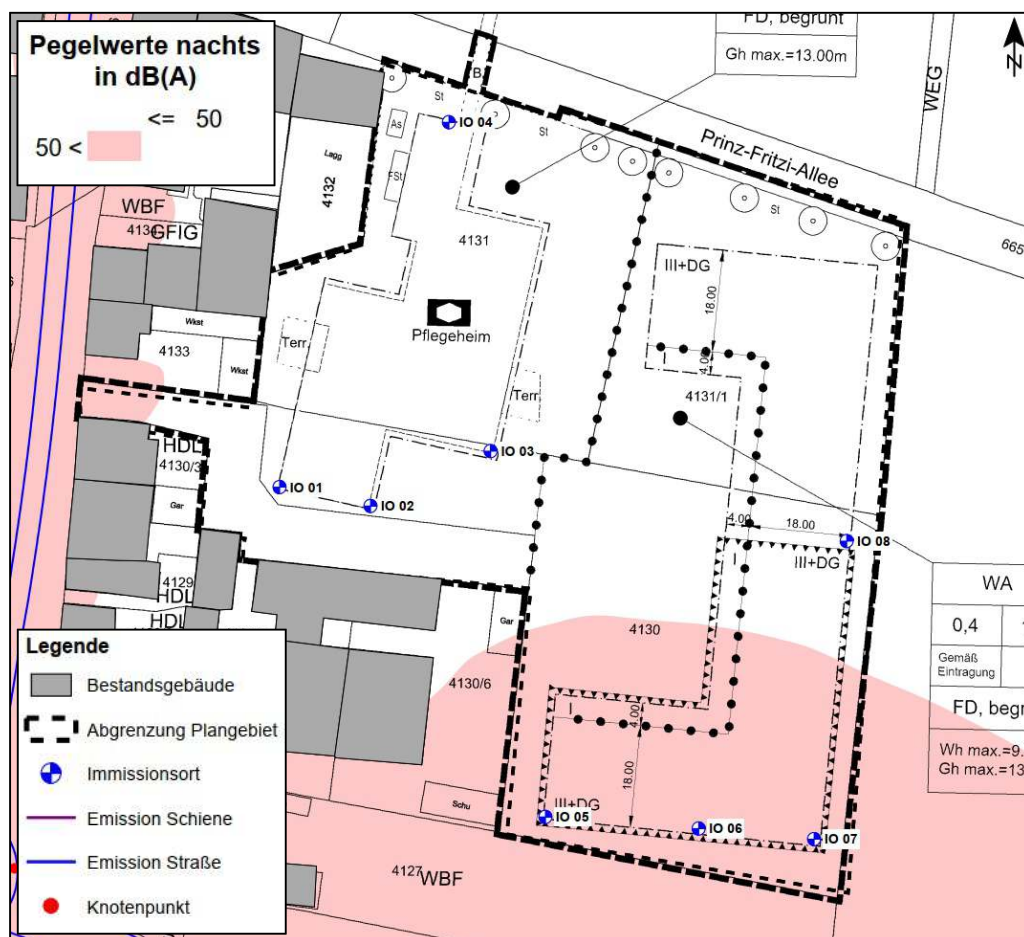 Pegelwerte nachts
in dB(A)
<= 50
50 <
FD, begrünt
Gh max.=13.00m
N
WEG
Prinz-Fritzi-Allee
665
B
St
St
St
As
FSt
IO 04
Lagg
4132
WBF
4134
GFIG
4131
III+DG
18.00
4.00
I
4131/1
Pflegeheim
Terr.
Terr.
Wkst
4133
Wkst
HDL
4130/3
Gar
IO 01
IO 02
IO 03
4.00
18.00
IO 08
I
III+DG
4129
HDL
HDL
Gar
4130
4130/6
I
4.00
18.00
Schu
III+DG
IO 05
IO 06
IO 07
4127
WBF
WA
0,4
Gemäß
Eintragung
FD, begr
Wh max.=9.
Gh max.=13
Legende
Bestandsgebäude
Abgrenzung Plangebiet
Immissionsort
Emission Schiene
Emission Straße
Knotenpunkt